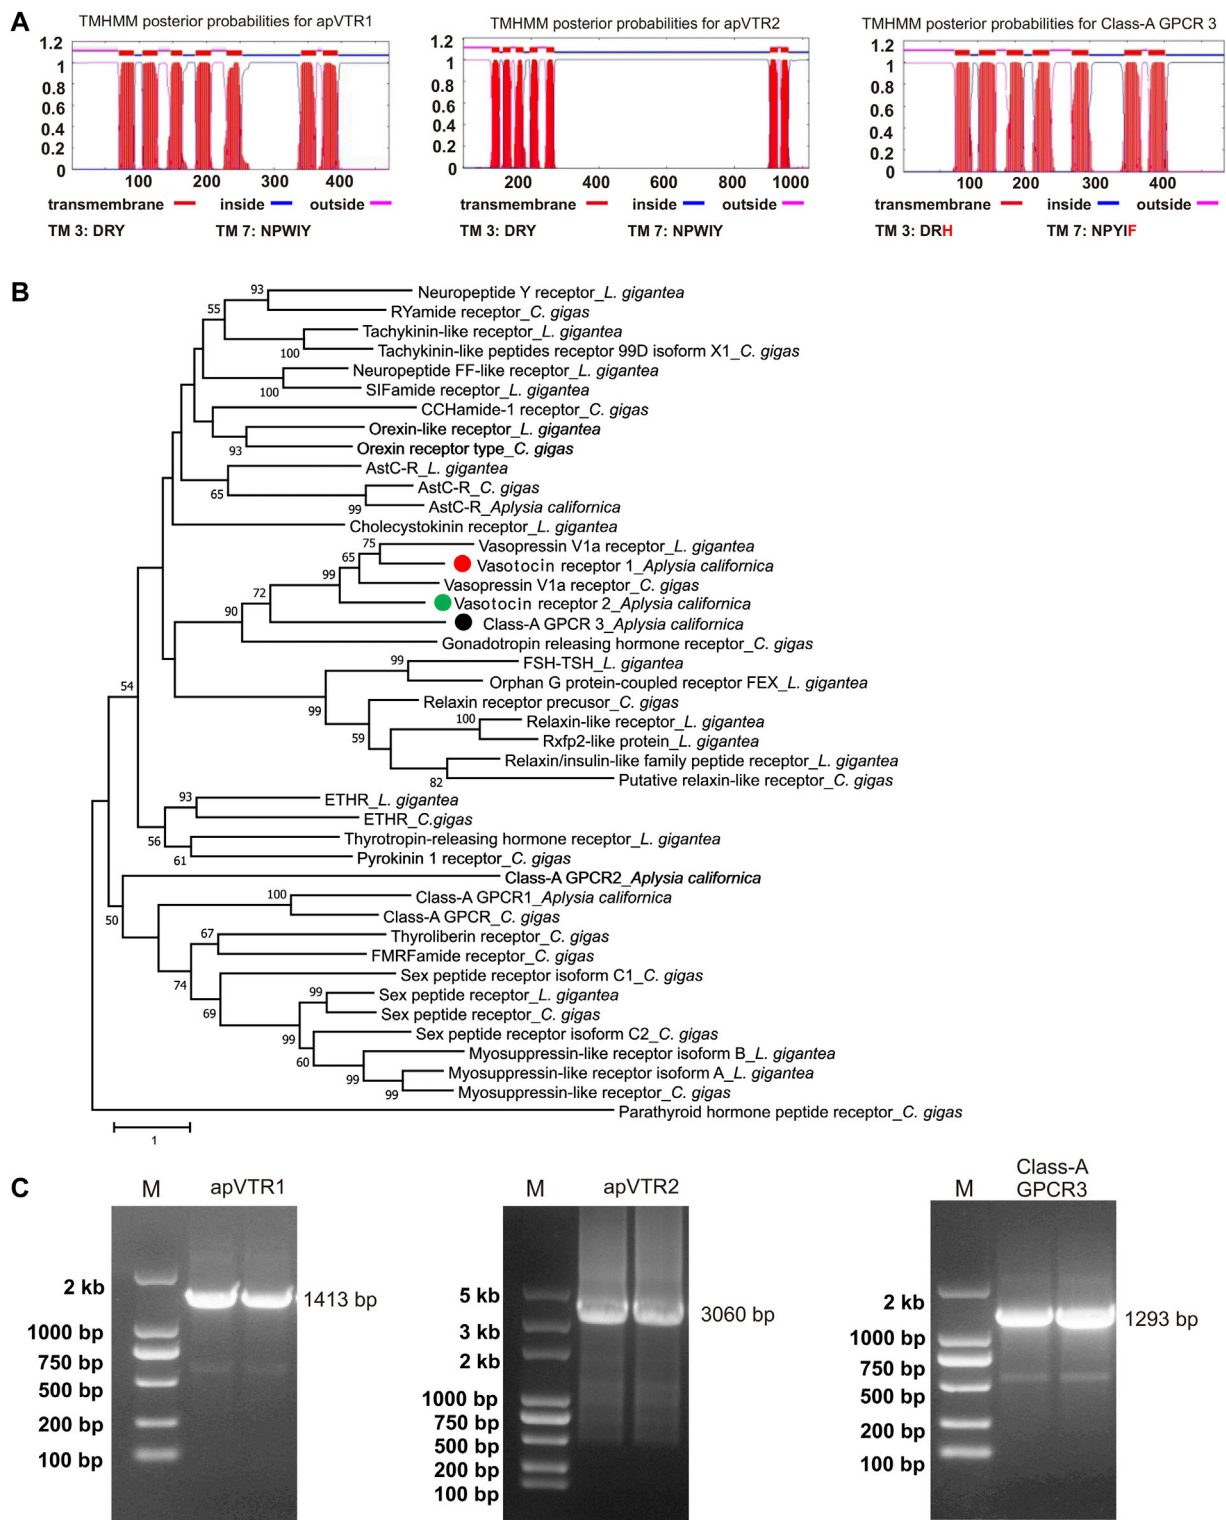 A
TMHMM posterior probabilities for apVTR1
1.2
1
0.8
0.6
0.4
0.2
0
100 200 300 400
transmembrane inside outside
TM 3: DRY TM 7: NPWIY
TMHMM posterior probabilities for apVTR2
1.2
1
0.8
0.6
0.4
0.2
0
200 400 600 800 1000
transmembrane inside outside
TM 3: DRY TM 7: NPWIY
TMHMM posterior probabilities for Class-A GPCR 3
1.2
1
0.8
0.6
0.4
0.2
0
100 200 400
transmembrane inside outside
TM 3: DRH TM 7: NPYIF
B
93 Neuropeptide Y receptor_L. gigantea
55 RYamide receptor_C. gigas
Tachykinin-like receptor_L. gigantea
100 Tachykinin-like peptides receptor 99D isoform X1_C. gigas
Neuropeptide FF-like receptor_L. gigantea
100 SIFamide receptor_L. gigantea
CCHamide-1 receptor_C. gigas
Orexin-like receptor_L. gigantea
93 Orexin receptor type_C. gigas
AstC-R_L. gigantea
65 AstC-R_C. gigas
99 AstC-R_Aplysia californica
Cholecystokinin receptor_L. gigantea
75 Vasopressin V1a receptor_L. gigantea
65 Vasotocin receptor 1_Aplysia californica
99 Vasopressin V1a receptor_C. gigas
72 Vasotocin receptor 2_Aplysia californica
90 Class-A GPCR 3_Aplysia californica
Gonadotropin releasing hormone receptor_C. gigas
99 FSH-TSH_L. gigantea
Orphan G protein-coupled receptor FEX_L. gigantea
54
99 Relaxin receptor precusor_C. gigas
100 Relaxin-like receptor_L. gigantea
59 Rxfp2-like protein_L. gigantea
Relaxin/insulin-like family peptide receptor_L. gigantea
82 Putative relaxin-like receptor_C. gigas
93 ETHR_L. gigantea
ETHR_C.gigas
56 Thyrotropin-releasing hormone receptor_L. gigantea
61 Pyrokinin 1 receptor_C. gigas
Class-A GPCR2_Aplysia californica
100 Class-A GPCR1_Aplysia californica
50 Class-A GPCR_C. gigas
67 Thyroliberin receptor_C. gigas
FMRFamide receptor_C. gigas
74 Sex peptide receptor isoform C1_C. gigas
99 Sex peptide receptor_L. gigantea
69 Sex peptide receptor_C. gigas
99 Sex peptide receptor isoform C2_C. gigas
60 Myosuppressin-like receptor isoform B_L. gigantea
99 Myosuppressin-like receptor isoform A_L. gigantea
99 Myosuppressin-like receptor_C. gigas
Parathyroid hormone peptide receptor_C. gigas
1
C
M apVTR1
2 kb
1413 bp
1000 bp
750 bp
500 bp
200 bp
100 bp
M apVTR2
5 kb
3060 bp
3 kb
2 kb
1000 bp
750 bp
500 bp
200 bp
100 bp
Class-A
M GPCR3
2 kb
1293 bp
1000 bp
750 bp
500 bp
200 bp
100 bp